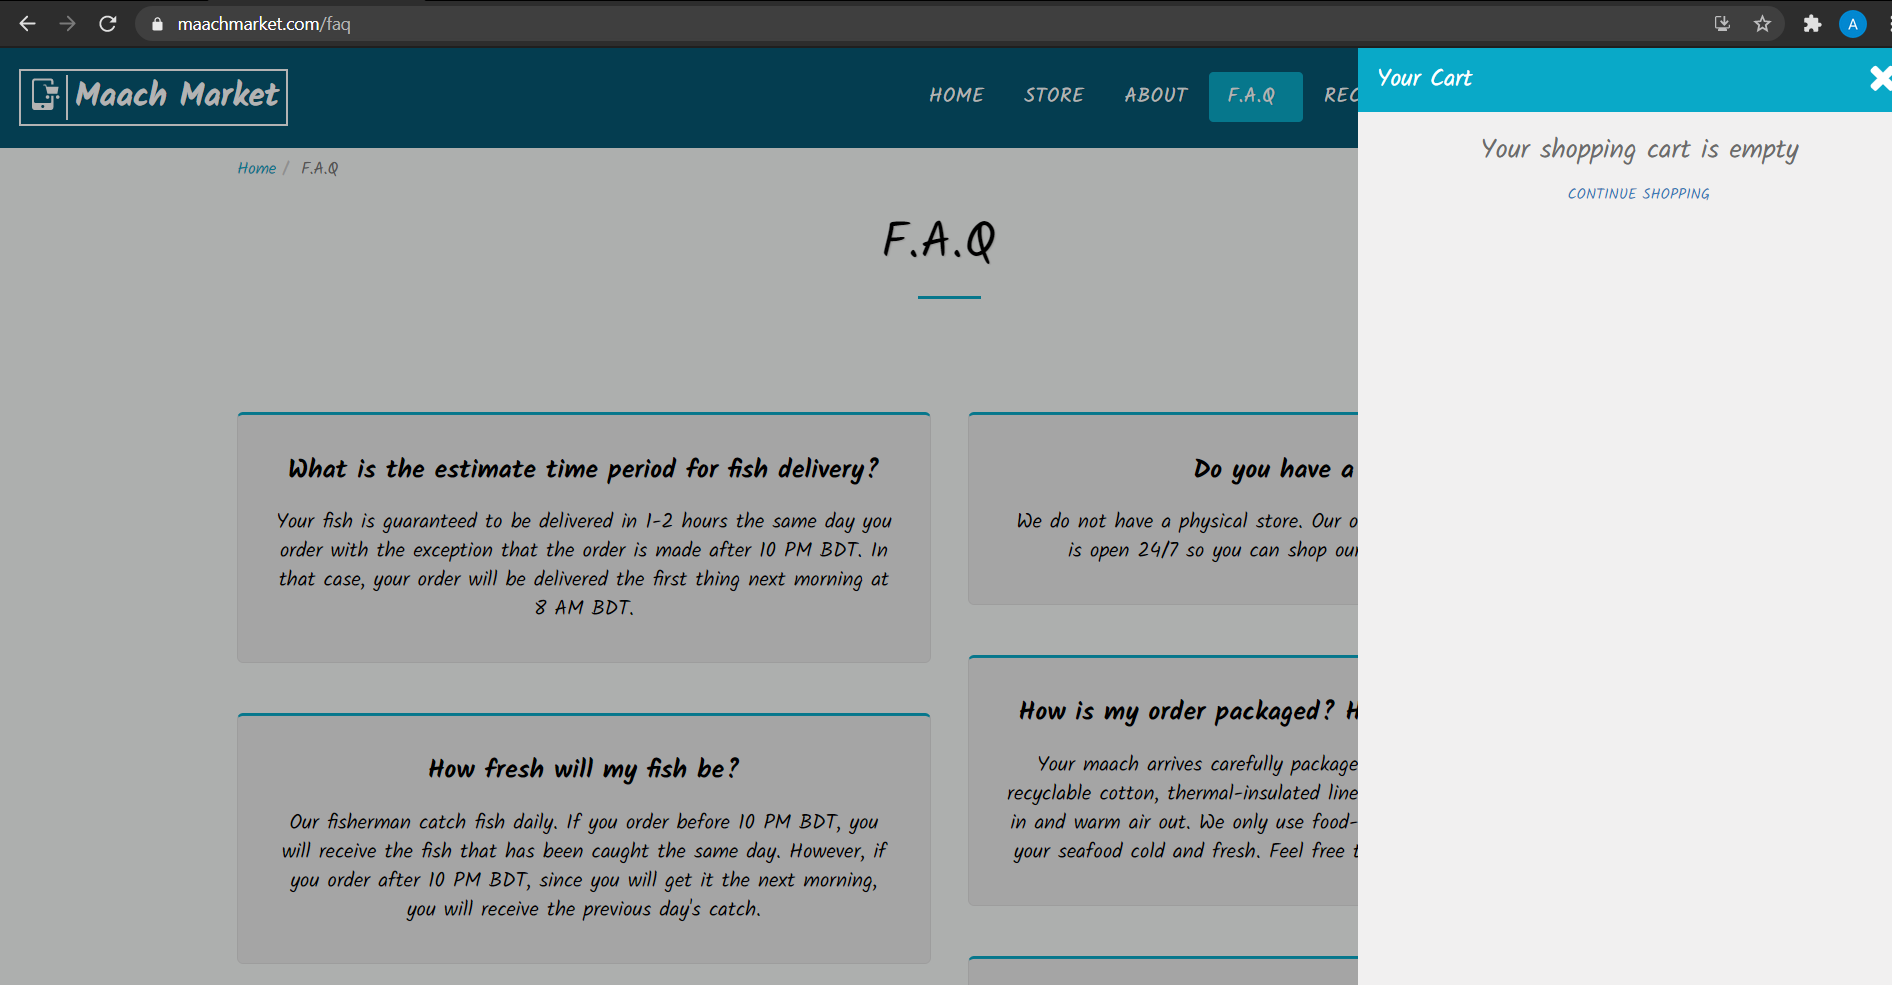 maachmarket.com/faq
A
Maach Market
HOME
STORE
ABOUT
F.A.Q
Your Cart
Home / F.A.Q
Your shopping cart is empty
CONTINUE SHOPPING
F.A.Q
What is the estimate time period for fish delivery?
Your fish is guaranteed to be delivered in 1-2 hours the same day you
order with the exception that the order is made after 10 PM BDT. In
that case, your order will be delivered the first thing next morning at
8 AM BDT.
How fresh will my fish be?
Our fisherman catch fish daily. If you order before 10 PM BDT, you
will receive the fish that has been caught the same day. However, if
you order after 10 PM BDT, since you will get it the next morning,
you will receive the previous day's catch.
Do you have a
We do not have a physical store. Our
is open 24/7 so you can shop our
How is my order packaged?
Your maach arrives carefully package
recyclable cotton, thermal-insulated line
in and warm air out. We only use food-
your seafood cold and fresh. Feel free